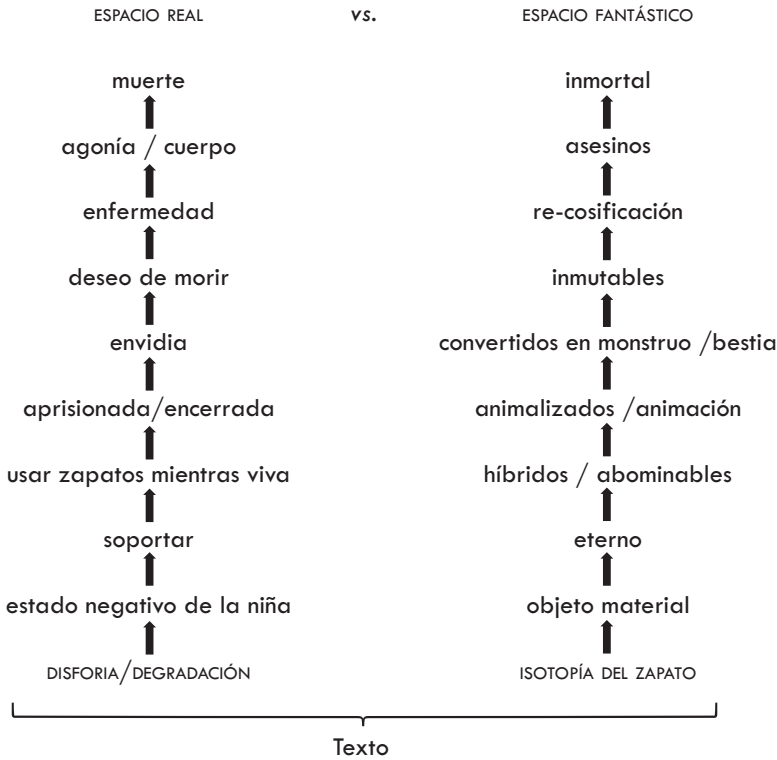 ESPACIO REAL vs. ESPACIO FANTÁSTICO
muerte inmortal
agonía / cuerpo asesinos
enfermedad re-cosificación
deseo de morir inmutables
envidia convertidos en monstruo /bestia
aprisionada/encerrada animalizados /animación
usar zapatos mientras viva híbridos / abominables
soportar eterno
estado negativo de la niña objeto material
DISFORIA/DEGRADACIÓN ISOTOPÍA DEL ZAPATO
Texto